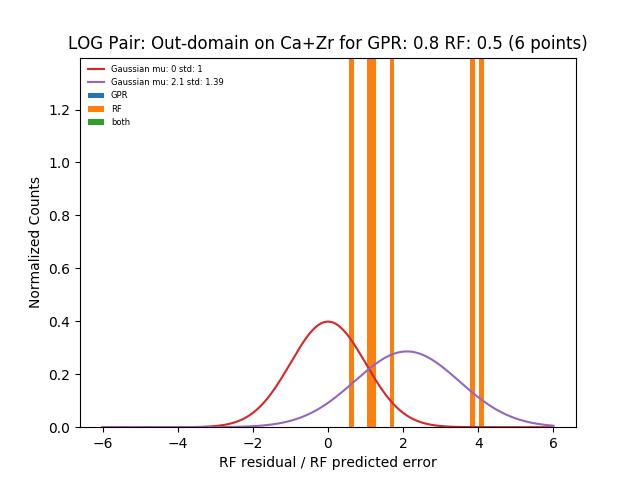 LOG Pair: Out-domain on Ca+Zr for GPR: 0.8 RF: 0.5 (6 points)
Gaussian mu: 0 std: 1
Gaussian mu: 2.1 std: 1.39
GPR
RF
both
Normalized Counts
1.2
1.0
0.8
0.6
0.4
0.2
0.0
−6 −4 −2 0 2 4 6
RF residual / RF predicted error